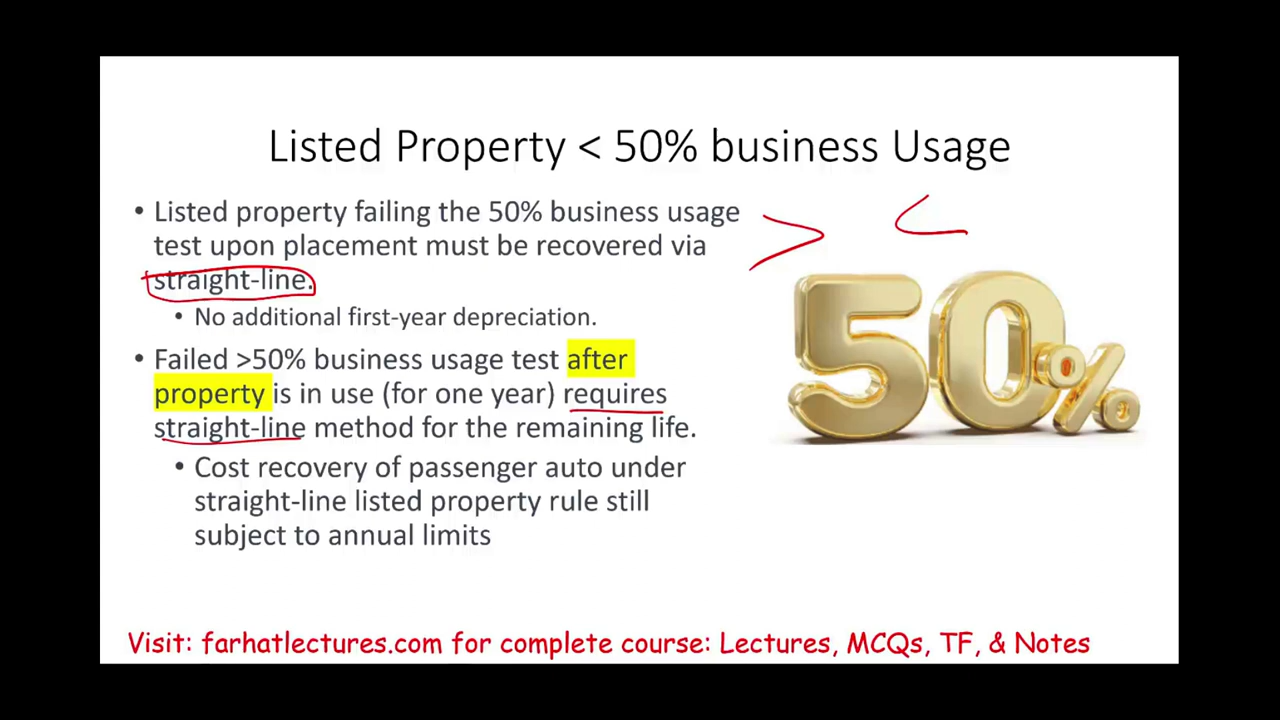 Listed Property < 50% business Usage
• Listed property failing the 50% business usage
test upon placement must be recovered via
straight-line.
• No additional first-year depreciation.
• Failed >50% business usage test after
property is in use (for one year) requires
straight-line method for the remaining life.
• Cost recovery of passenger auto under
straight-line listed property rule still
subject to annual limits
> <
50%
Visit: farhatlectures.com for complete course: Lectures, MCQs, TF, & Notes